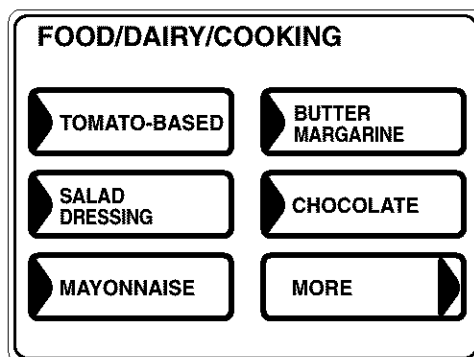 FOOD/DAIRY/COOKING
TOMATO-BASED
BUTTER
MARGARINE
SALAD
DRESSING
CHOCOLATE
MAYONNAISE
MORE